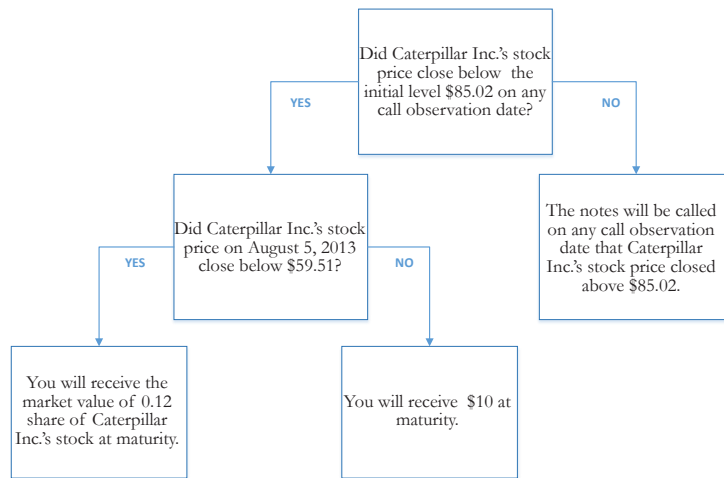 Did Caterpillar Inc.'s stock
price close below the
initial level $85.02 on any
call observation date?
YES
NO
Did Caterpillar Inc.'s stock
price on August 5, 2013
close below $59.51?
The notes will be called
on any call observation
date that Caterpillar
Inc.'s stock price closed
above $85.02.
YES
NO
You will receive the
market value of 0.12
share of Caterpillar
Inc.'s stock at maturity.
You will receive $10 at
maturity.